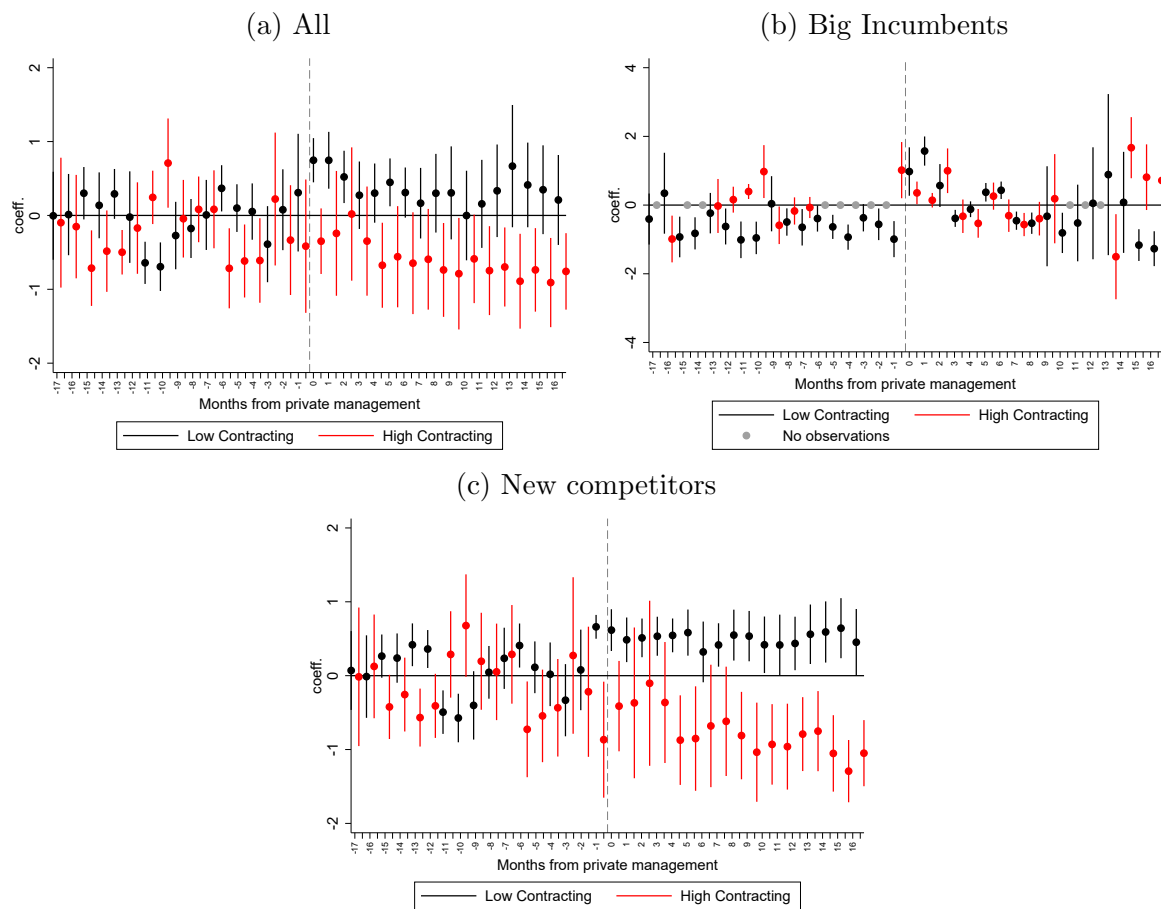 (a) All
2
1
0
-1
-2
coeff.
-17 -16 -15 -14 -13 -12 -11 -10 -9 -8 -7 -6 -5 -4 -3 -2 -1 0 1 2 3 4 5 6 7 8 9 10 11 12 13 14 15 16
Months from private management
Low Contracting High Contracting
(b) Big Incumbents
4
2
0
-2
-4
coeff.
-17 -16 -15 -14 -13 -12 -11 -10 -9 -8 -7 -6 -5 -4 -3 -2 -1 0 1 2 3 4 5 6 7 8 9 10 11 12 13 14 15 16
Months from private management
Low Contracting High Contracting
No observations
(c) New competitors
2
1
0
-1
-2
coeff.
-17 -16 -15 -14 -13 -12 -11 -10 -9 -8 -7 -6 -5 -4 -3 -2 -1 0 1 2 3 4 5 6 7 8 9 10 11 12 13 14 15 16
Months from private management
Low Contracting High Contracting